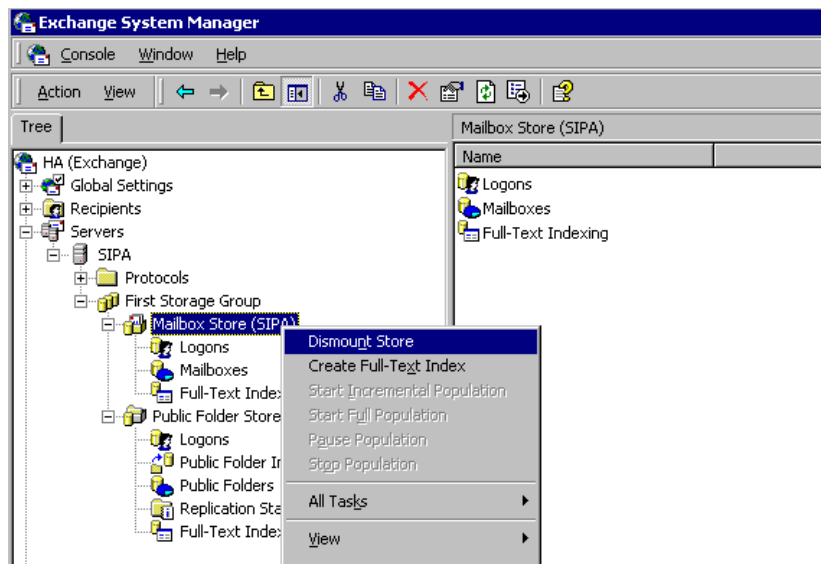 Exchange System Manager
Console Window Help
Action View
Tree
HA (Exchange)
Global Settings
Recipients
Servers
SIPA
Protocols
First Storage Group
Mailbox Store (SIPA)
Logons
Mailboxes
Full-Text Inde
Public Folder Store
Logons
Public Folder
Public Folders
Replication Sta
Full-Text Inde
Dismount Store
Create Full-Text Index
Start Incremental Population
Start Full Population
Pause Population
Stop Population
All Tasks
View
Mailbox Store (SIPA)
Name
Logons
Mailboxes
Full-Text Indexing